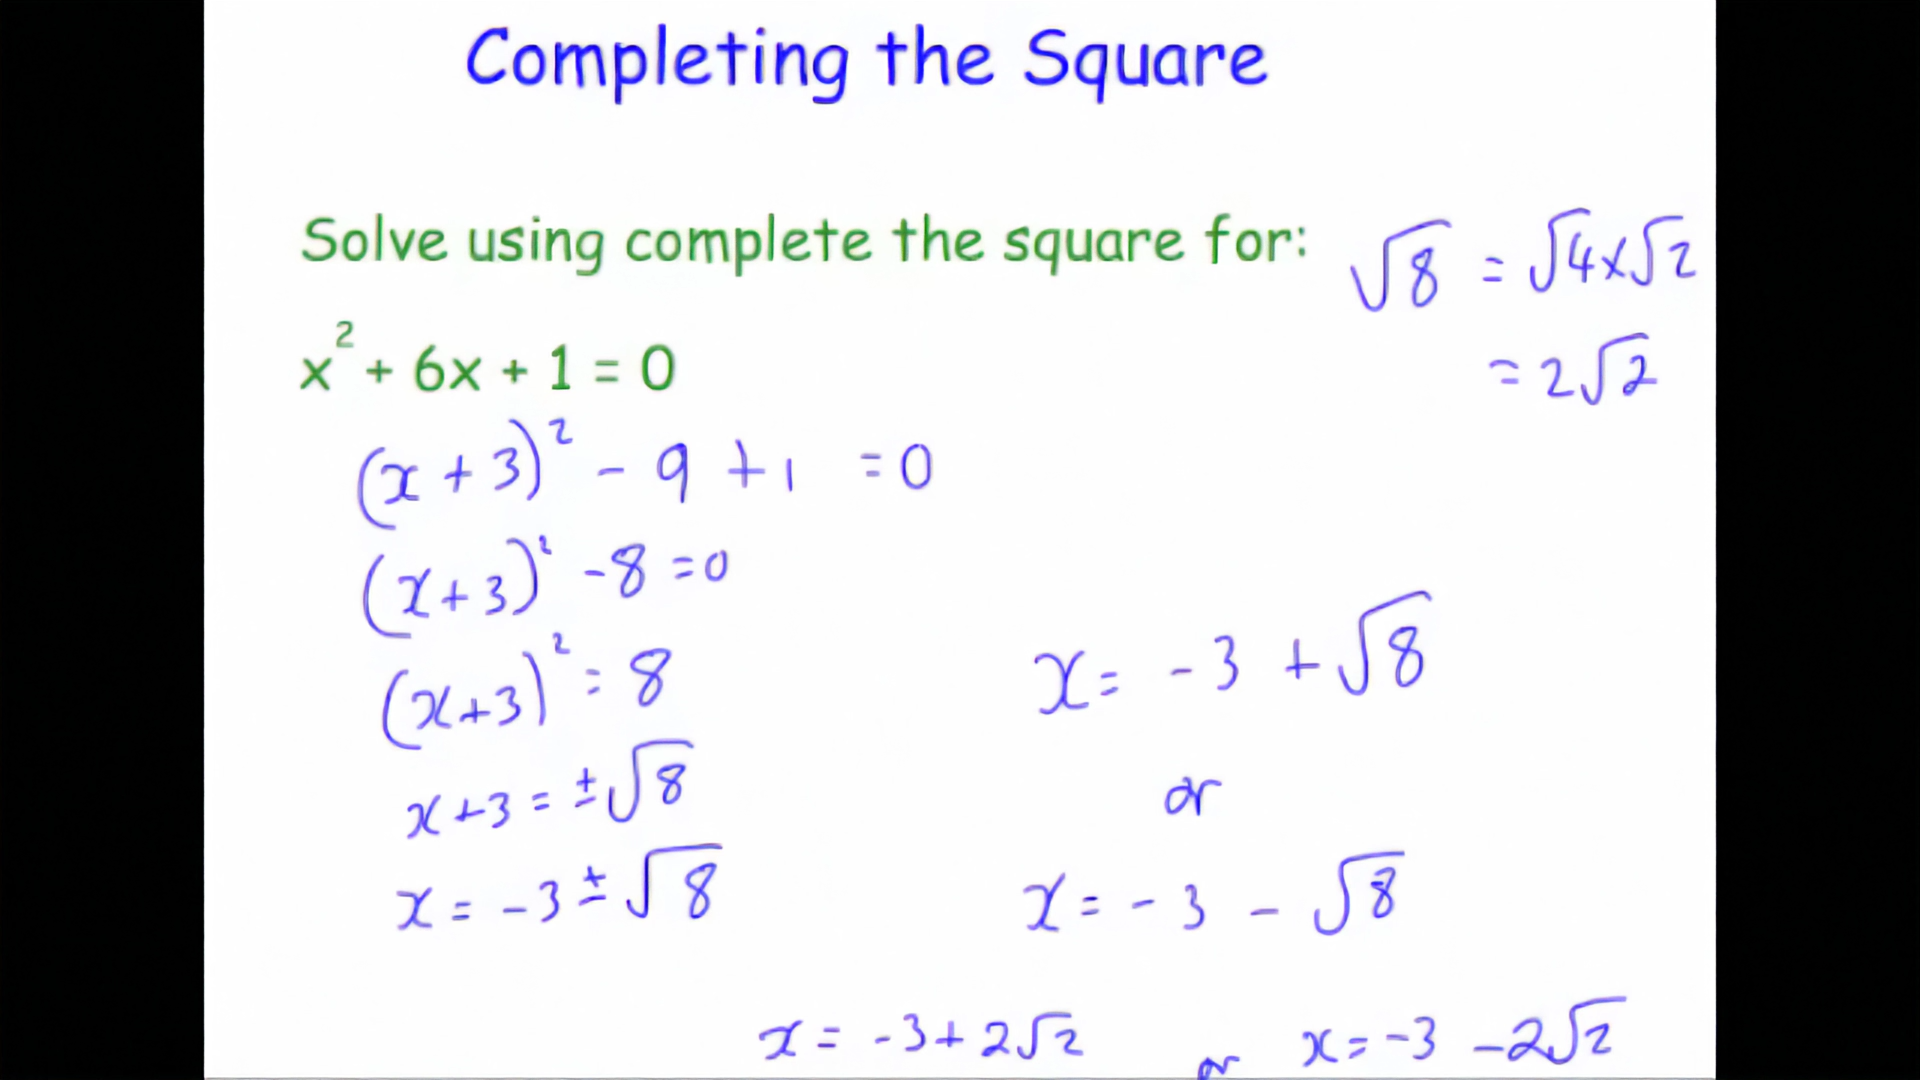 Completing the Square
Solve using complete the square for:
√8 = √4 x √2
= 2√2
x² + 6x + 1 = 0
(x + 3)² - 9 + 1 = 0
(x+3)² - 8 = 0
(x+3)² = 8
x+3 = ±√8
x = -3 ± √8
x = -3 + √8
or
x = -3 - √8
x = -3 + 2√2 or x = -3 - 2√2